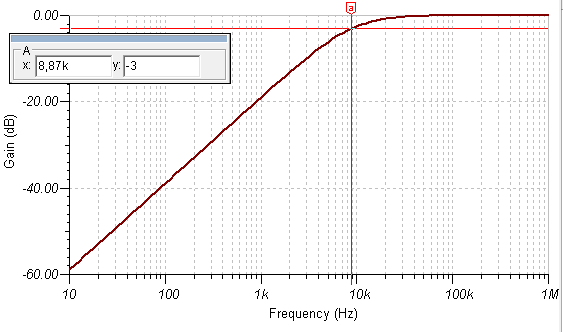 a
0.00
A
x: 8,87k y: -3
-20.00
Gain (dB)
-40.00
-60.00
10 100 1k 10k 100k 1M
Frequency (Hz)